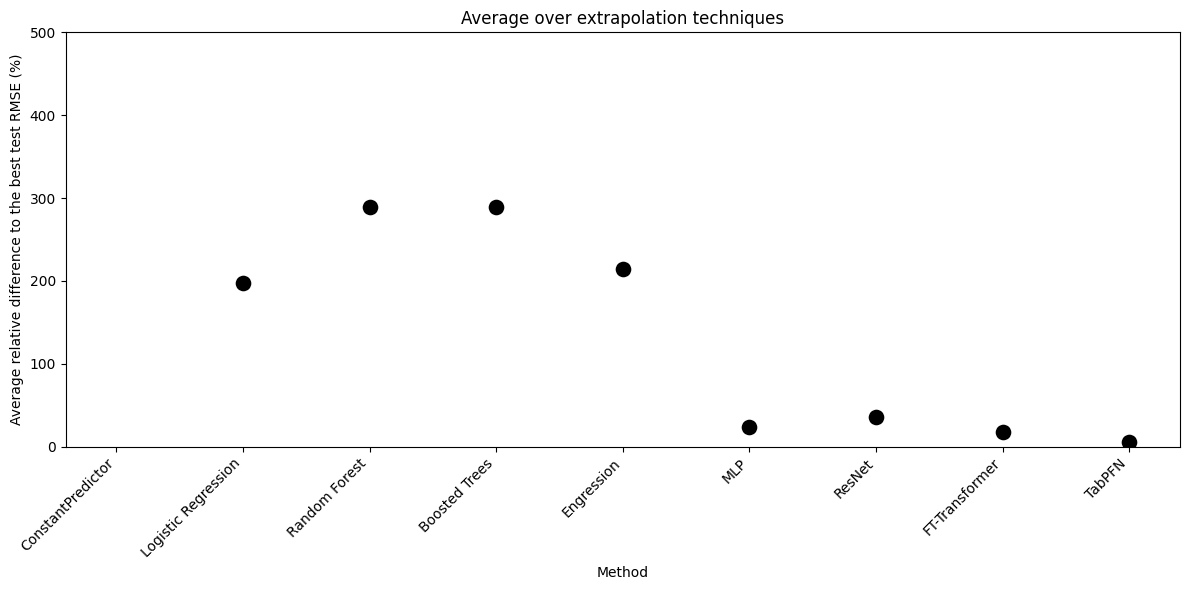 Average over extrapolation techniques
Average relative difference to the best test RMSE (%)
500
400
300
200
100
0
ConstantPredictor
Logistic Regression
Random Forest
Boosted Trees
Engression
MLP
ResNet
FT-Transformer
TabPFN
Method